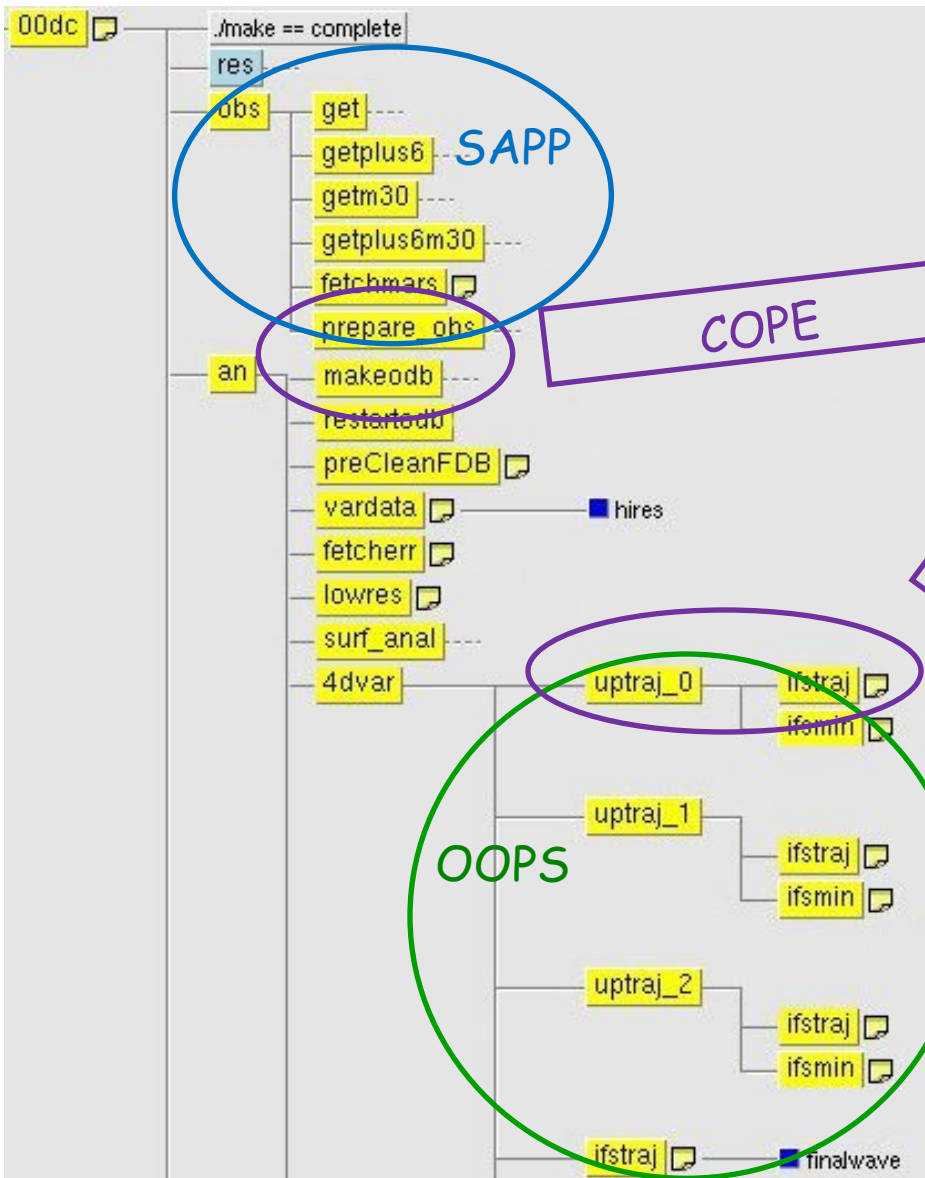 00dc ./make == complete
res
obs get
getplus6 SAPP
getm30
getplus6m30
fetchmars
prepare_obs
COPE
an makeodb
restartodb
preCleanFDB
vardata hires
fetcherr
lowres
surf_anal
4dvar uptraj_0 ifstraj
ifsmin
uptraj_1
OOPS ifstraj
ifsmin
uptraj_2
ifstraj
ifsmin
ifstraj finalwave